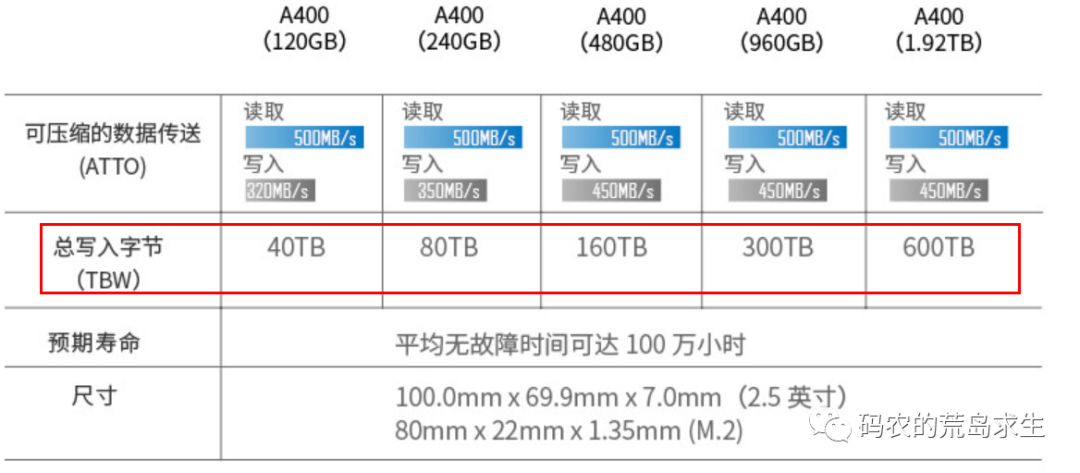 A400 A400 A400 A400 A400
(120GB) (240GB) (480GB) (960GB) (1.92TB)
读取 读取 读取 读取 读取
可压缩的数据传送 500MB/s 500MB/s 500MB/s 500MB/s 500MB/s
(ATTO) 写入 写入 写入 写入 写入
320MB/s 350MB/s 450MB/s 450MB/s 450MB/s
总写入字节 40TB 80TB 160TB 300TB 600TB
（TBW）
预期寿命 平均无故障时间可达 100 万小时
尺寸 100.0mm x 69.9mm x 7.0mm（2.5 英寸）
80mm x 22mm x 1.35mm (M.2)
码农的荒岛求生